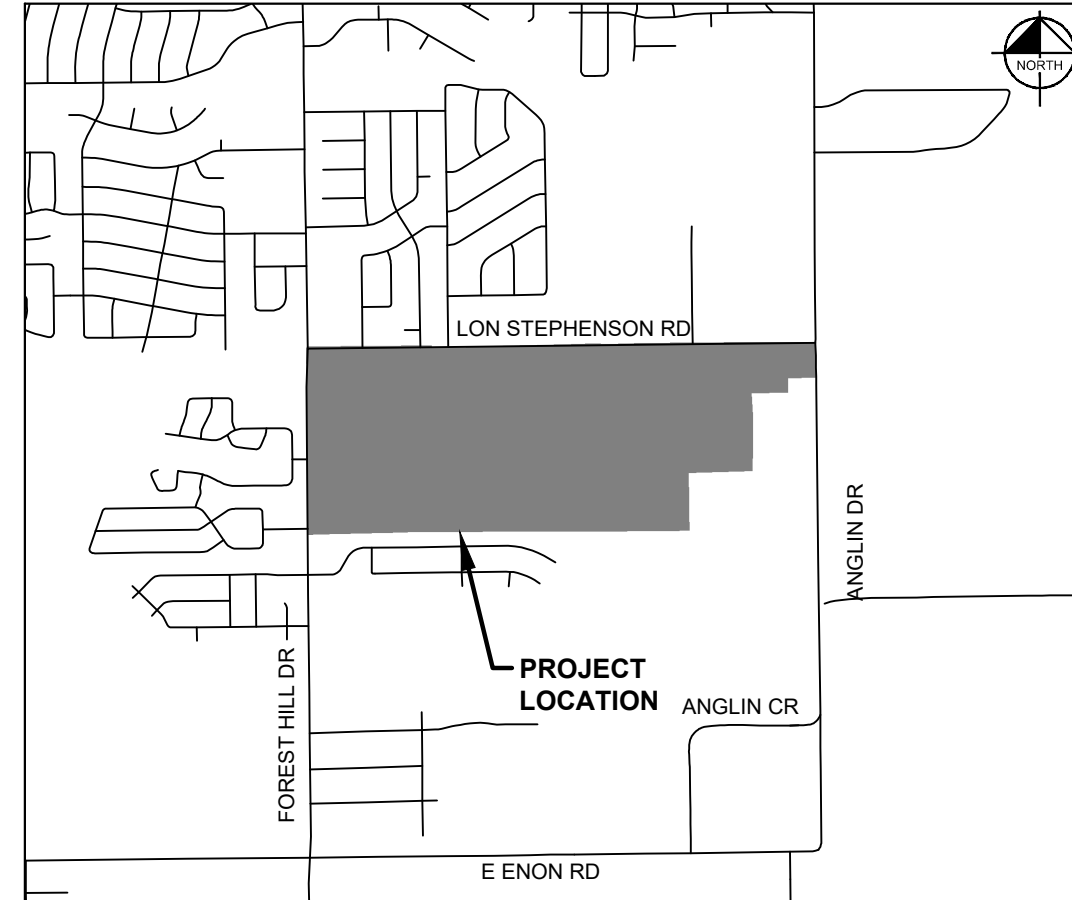 NORTH
LON STEPHENSON RD
ANGLIN DR
PROJECT
LOCATION
FOREST HILL DR
ANGLIN CR
E ENON RD